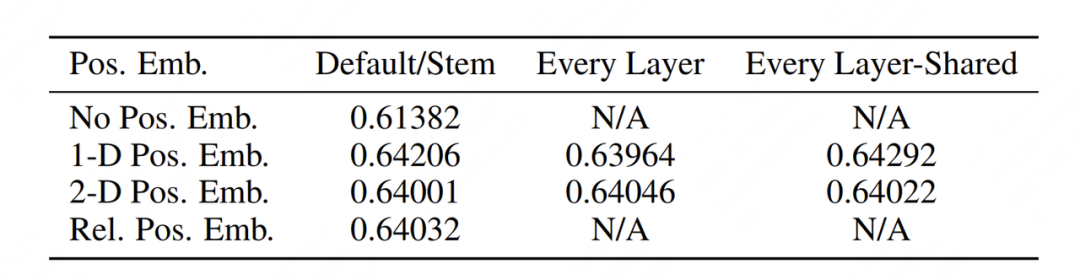 Pos. Emb. Default/Stem Every Layer Every Layer-Shared
No Pos. Emb. 0.61382 N/A N/A
1-D Pos. Emb. 0.64206 0.63964 0.64292
2-D Pos. Emb. 0.64001 0.64046 0.64022
Rel. Pos. Emb. 0.64032 N/A N/A